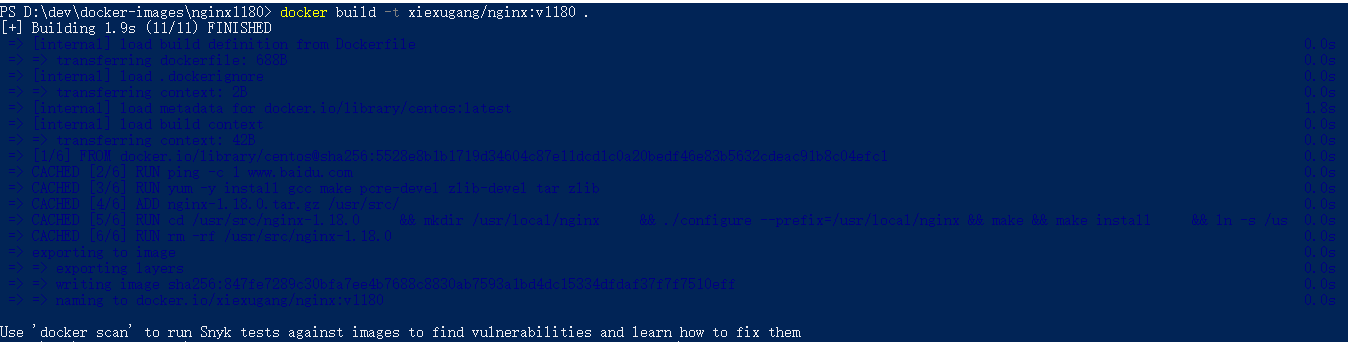 PS D:\dev\docker-images\nginx1180> docker build -t xiexugang/nginx:v1180 .
[+] Building 1.9s (11/11) FINISHED
=> [internal] load build definition from Dockerfile 0.0s
=> => transferring dockerfile: 688B 0.0s
=> [internal] load .dockerignore 0.0s
=> => transferring context: 2B 0.0s
=> [internal] load metadata for docker.io/library/centos:latest 1.8s
=> [internal] load build context 0.0s
=> => transferring context: 42B 0.0s
=> [1/6] FROM docker.io/library/centos@sha256:5528e8b1b1719d34604c87e11dcd1c0a20bedf46e83b5632cdeac91b8c04efc1 0.0s
=> CACHED [2/6] RUN ping -c 1 www.baidu.com 0.0s
=> CACHED [3/6] RUN yum -y install gcc make pcre-devel zlib-devel tar zlib 0.0s
=> CACHED [4/6] ADD nginx-1.18.0.tar.gz /usr/src/ 0.0s
=> CACHED [5/6] RUN cd /usr/src/nginx-1.18.0 && mkdir /usr/local/nginx && ./configure --prefix=/usr/local/nginx && make && make install && ln -s /us 0.0s
=> CACHED [6/6] RUN rm -rf /usr/src/nginx-1.18.0 0.0s
=> exporting to image 0.0s
=> => exporting layers 0.0s
=> => writing image sha256:847fe7289c30bfa7ee4b7688c8830ab7593a1bd4dc15334dfdaf37f7f7510eff 0.0s
=> => naming to docker.io/xiexugang/nginx:v1180 0.0s
Use 'docker scan' to run Snyk tests against images to find vulnerabilities and learn how to fix them